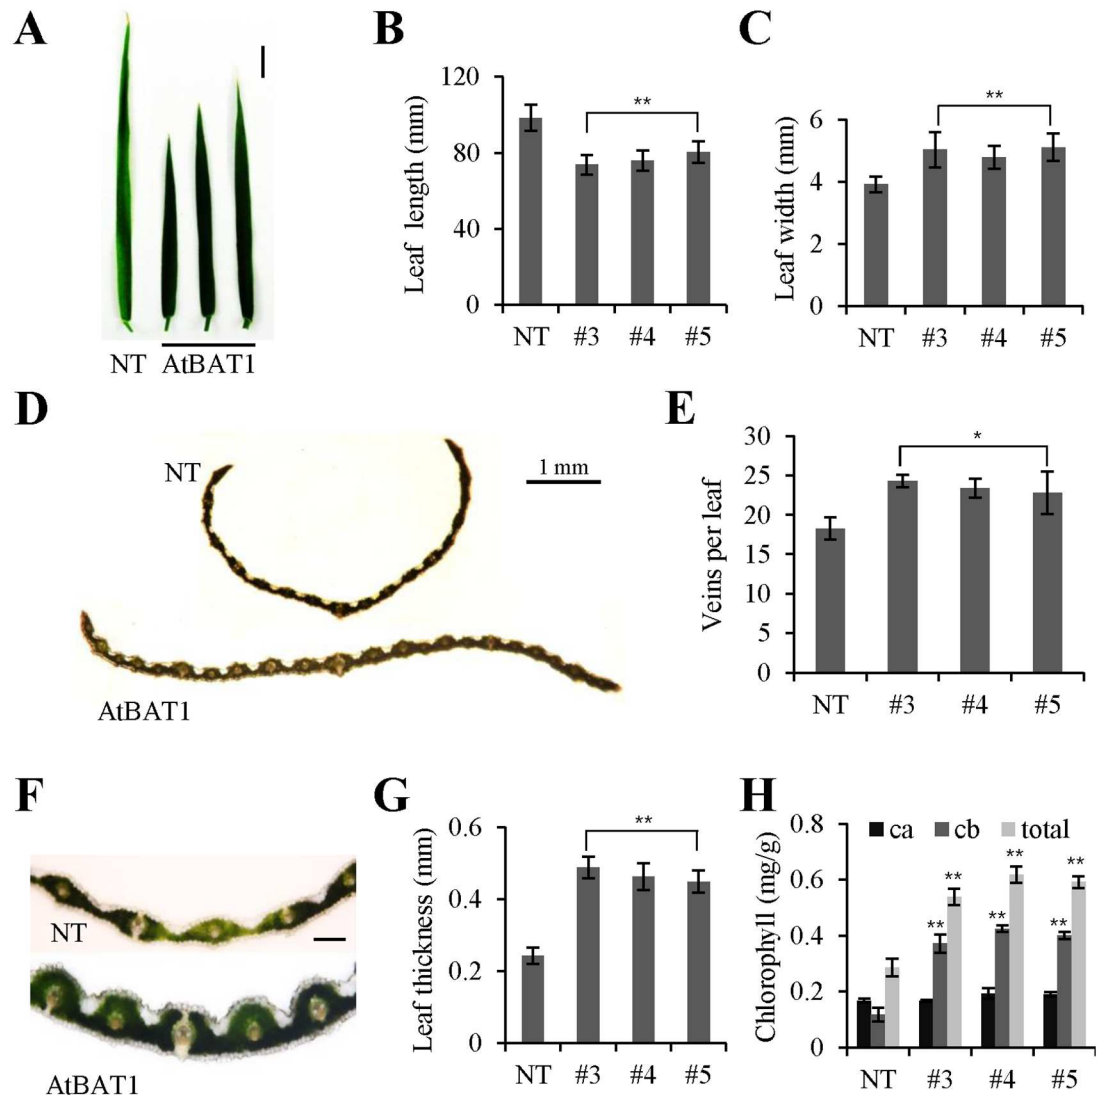 A
NT AtBAT1
B
Leaf length (mm)
120
80
40
0
**
NT #3 #4 #5
C
Leaf width (mm)
6
4
2
0
**
NT #3 #4 #5
D
NT
1 mm
AtBAT1
E
Veins per leaf
30
25
20
15
10
5
0
*
NT #3 #4 #5
F
NT
AtBAT1
G
Leaf thickness (mm)
0.6
0.4
0.2
0
**
NT #3 #4 #5
H
Chlorophyll (mg/g)
0.8
0.6
0.4
0.2
0
ca cb total
** **
** **
** **
NT #3 #4 #5